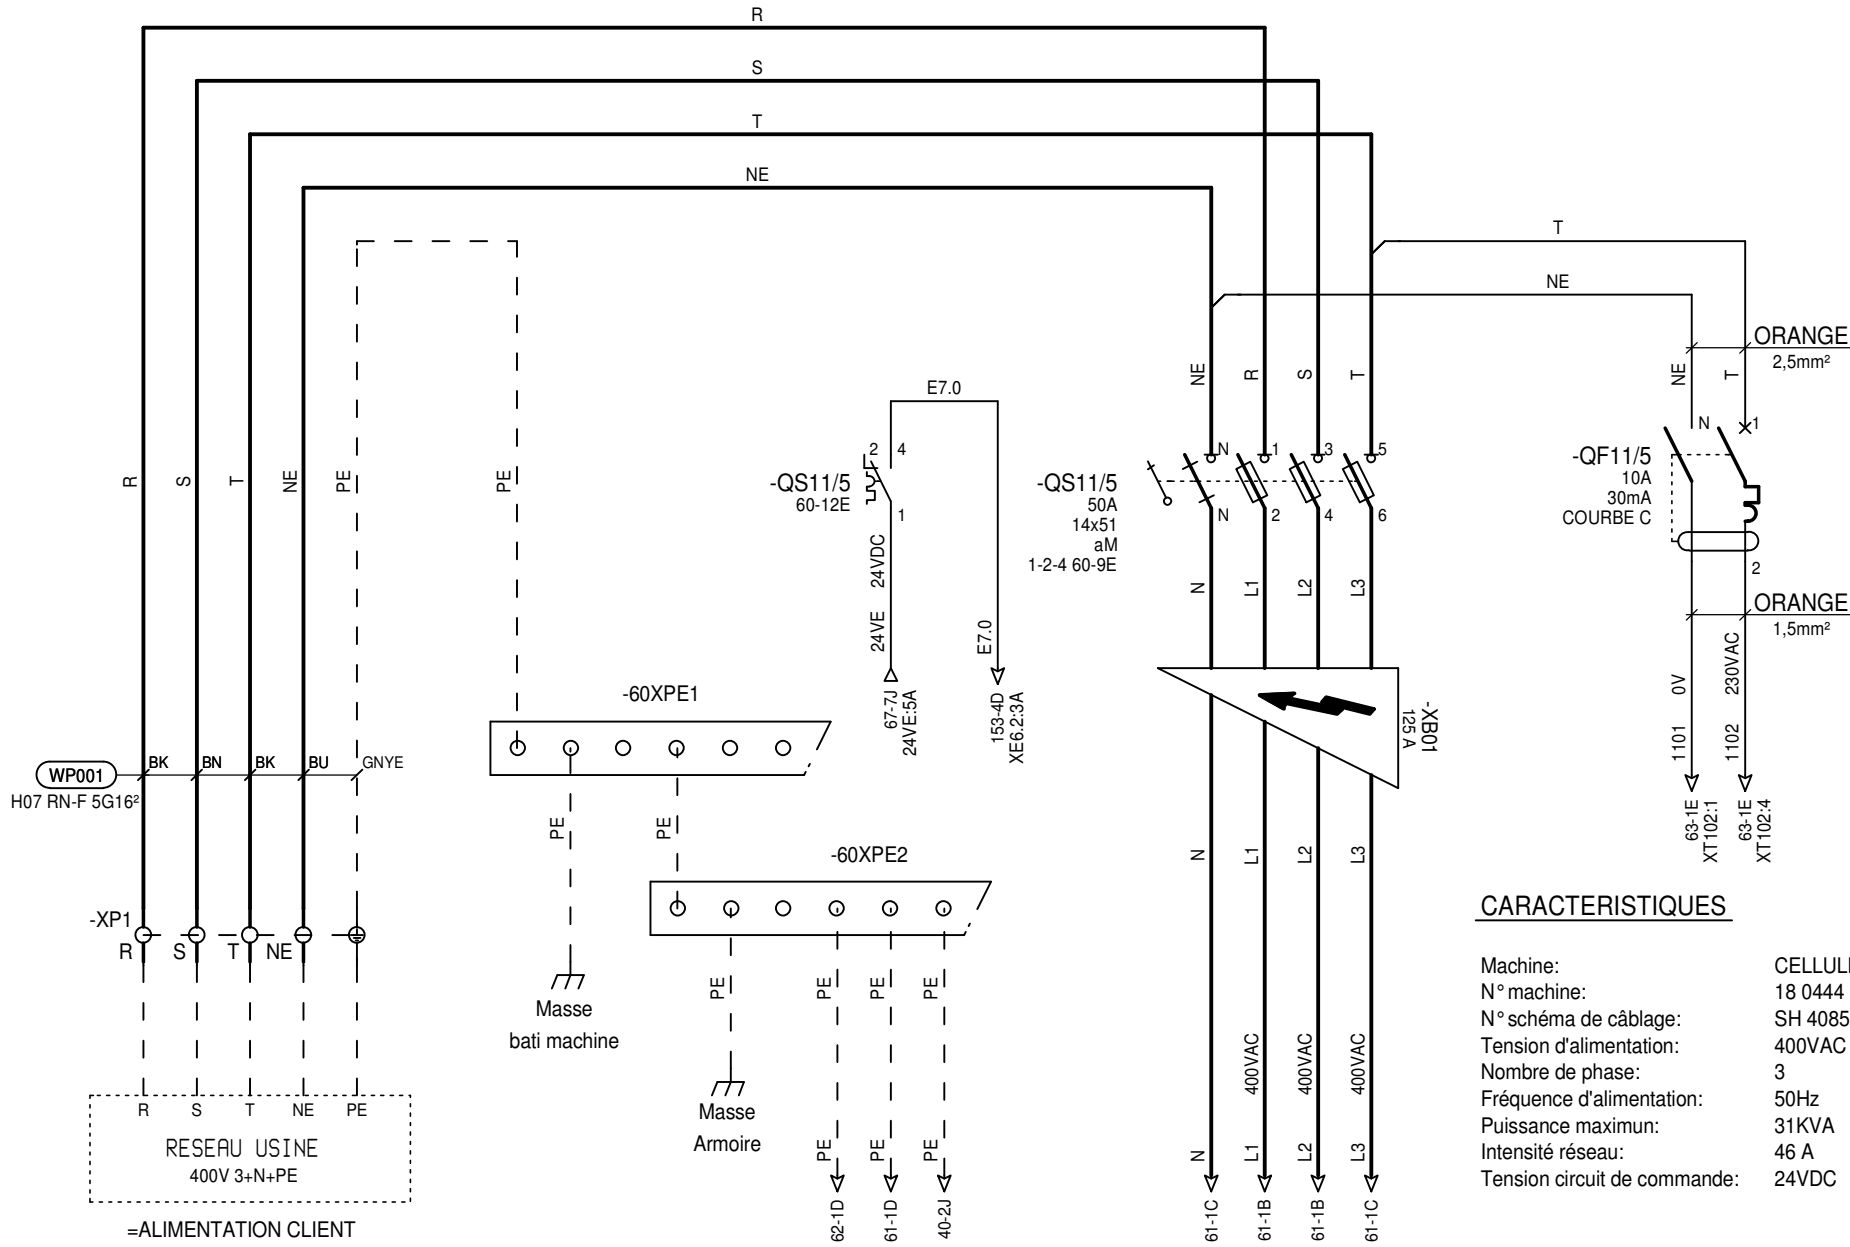 R
S
T
NE
T
NE
ORANGE
2,5mm²
NE
T
N
1
-QF11/5
10A
30mA
COURBE C
2
ORANGE
1,5mm²
0V
230VAC
1101
1102
63-1E
XT102:1
63-1E
XT102:4
R
S
T
NE
PE
PE
E7.0
2
4
-QS11/5
60-12E
1
24VDC
24VE
67-7J
24VE:5A
E7.0
153-4D
XE6.2:3A
NE
R
S
T
N
1
3
5
-QS11/5
50A
14x51
aM
1-2-4 60-9E
N
2
4
6
N
L1
L2
L3
-XB01
125 A
-60XPE1
WP001
BK
BN
BK
BU
GNYE
H07 RN-F 5G16²
PE
PE
-60XPE2
N
L1
L2
L3
-XP1
R
S
T
NE
Masse
bati machine
PE
PE
PE
PE
Masse
Armoire
PE
PE
PE
62-1D
61-1D
40-2J
400VAC
400VAC
400VAC
N
L1
L2
L3
61-1C
61-1B
61-1B
61-1C
R
S
T
NE
PE
RESEAU USINE
400V 3+N+PE
=ALIMENTATION CLIENT
CARACTERISTIQUES
Machine: CELLUL
N° machine: 18 0444
N° schéma de câblage: SH 4085
Tension d'alimentation: 400VAC
Nombre de phase: 3
Fréquence d'alimentation: 50Hz
Puissance maximun: 31KVA
Intensité réseau: 46 A
Tension circuit de commande: 24VDC